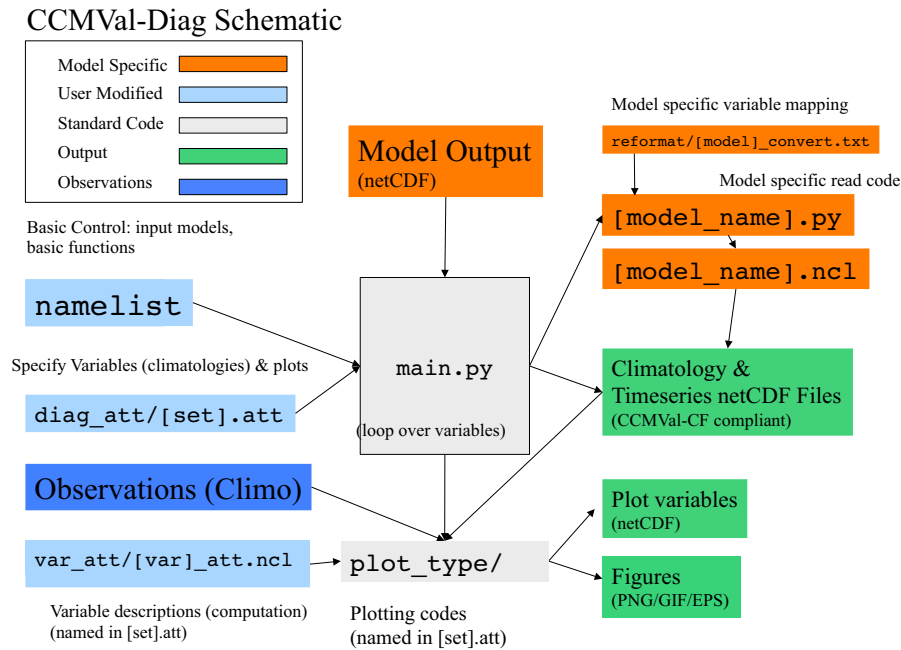 CCMVal-Diag Schematic
Model Specific
User Modified
Standard Code
Output
Observations
Basic Control: input models,
basic functions
namelist
Specify Variables (climatologies) & plots
diag_att/[set].att
Observations (Climo)
var_att/[var]_att.ncl
Variable descriptions (computation)
(named in [set].att)
Model Output
(netCDF)
main.py
(loop over variables)
plot_type/
Plotting codes
(named in [set].att)
Model specific variable mapping
reformat/[model]_convert.txt
Model specific read code
[model_name].py
[model_name].ncl
Climatology &
Timeseries netCDF Files
(CCMVal-CF compliant)
Plot variables
(netCDF)
Figures
(PNG/GIF/EPS)